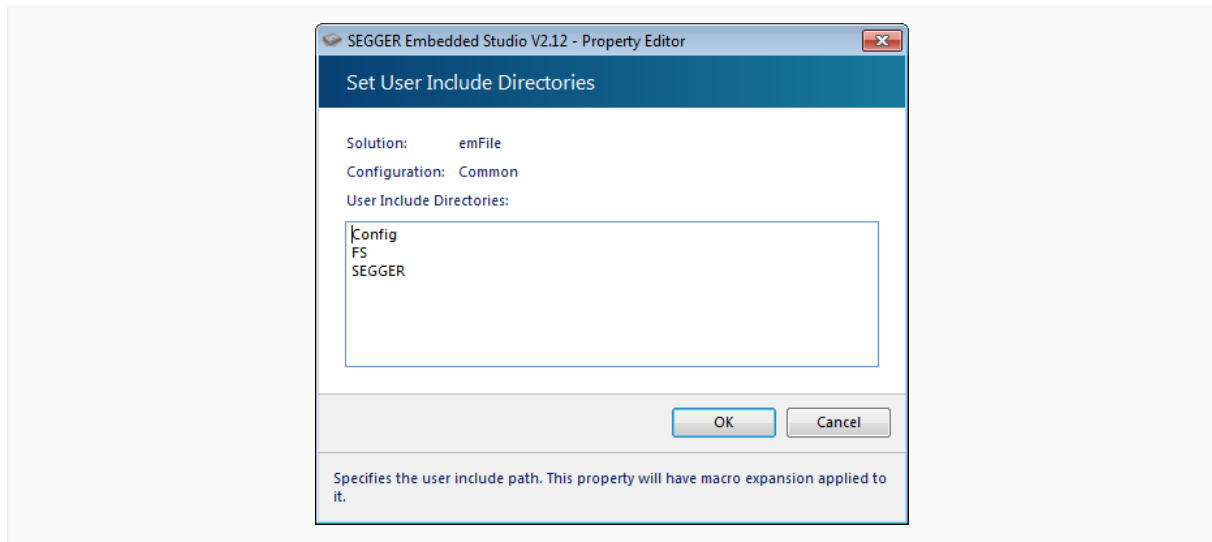 SEGGER Embedded Studio V2.12 - Property Editor
Set User Include Directories
Solution: emFile
Configuration: Common
User Include Directories:
Config
FS
SEGGER
OK Cancel
Specifies the user include path. This property will have macro expansion applied to
it.